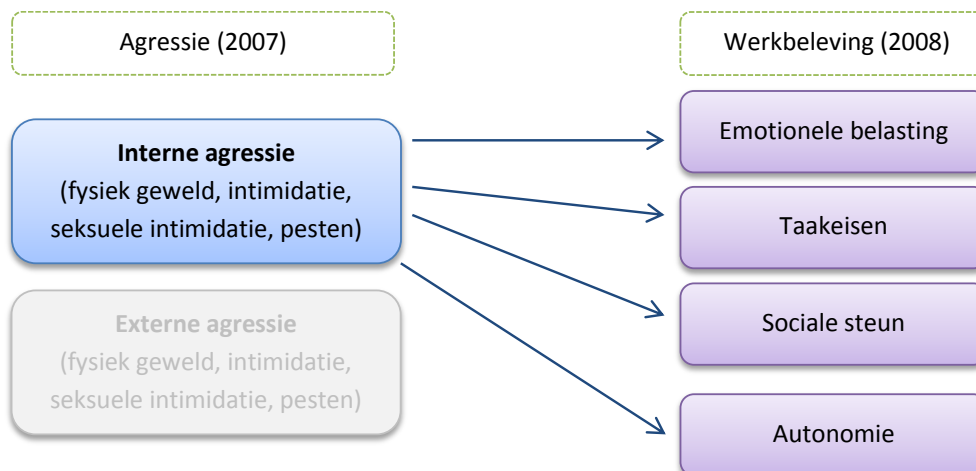 Agressie (2007)
Werkbeleving (2008)
Interne agressie
(fysiek geweld, intimidatie,
seksuele intimidatie, pesten)
Externe agressie
(fysiek geweld, intimidatie,
seksuele intimidatie, pesten)
Emotionele belasting
Taakeisen
Sociale steun
Autonomie